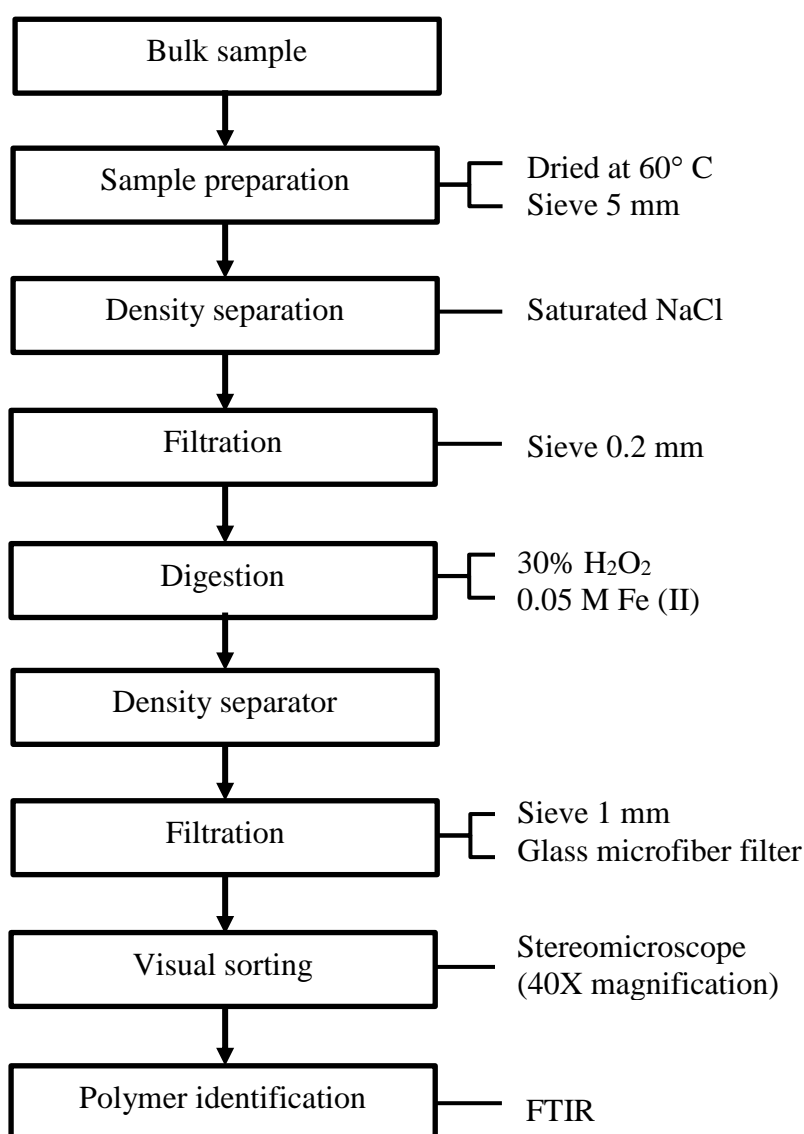 Bulk sample
Sample preparation
Dried at 60° C
Sieve 5 mm
Density separation
Saturated NaCl
Filtration
Sieve 0.2 mm
Digestion
30% H₂O₂
0.05 M Fe (II)
Density separator
Filtration
Sieve 1 mm
Glass microfiber filter
Visual sorting
Stereomicroscope
(40X magnification)
Polymer identification
FTIR